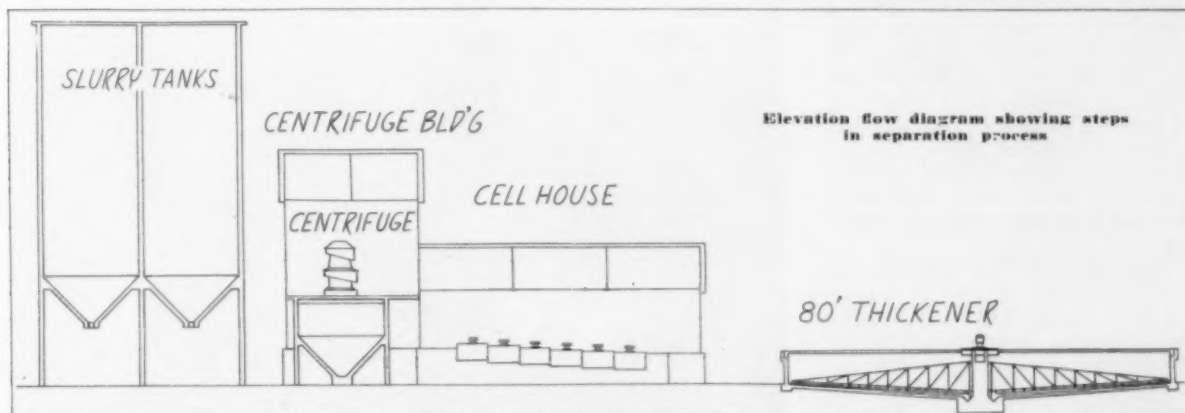 SLURRY TANKS
CENTRIFUGE BLD'G
Elevation flow diagram showing steps
in separation process
CELL HOUSE
CENTRIFUGE
80' THICKENER